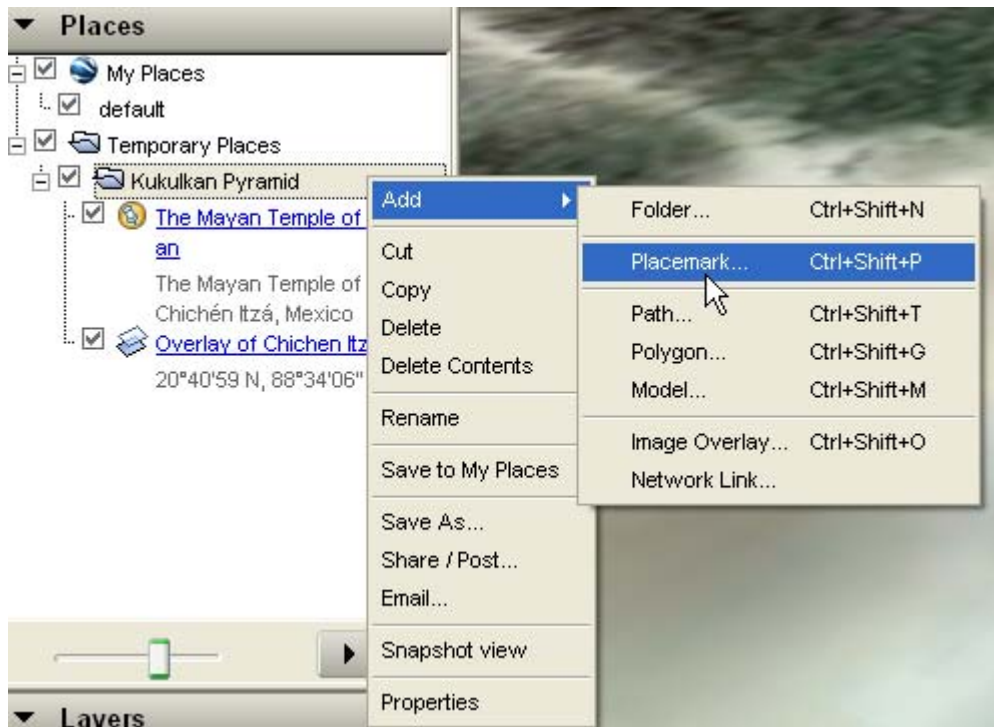 Places
My Places
default
Temporary Places
Kukulkan Pyramid
The Mayan Temple of
an
The Mayan Temple of
Chichén Itzá, Mexico
Overlay of Chichen Itz
20°40'59 N, 88°34'06"
Add
Cut
Copy
Delete
Delete Contents
Rename
Save to My Places
Save As...
Share / Post...
Email...
Snapshot view
Properties
Folder... Ctrl+Shift+N
Placemark... Ctrl+Shift+P
Path... Ctrl+Shift+T
Polygon... Ctrl+Shift+G
Model... Ctrl+Shift+M
Image Overlay... Ctrl+Shift+O
Network Link...
Layers